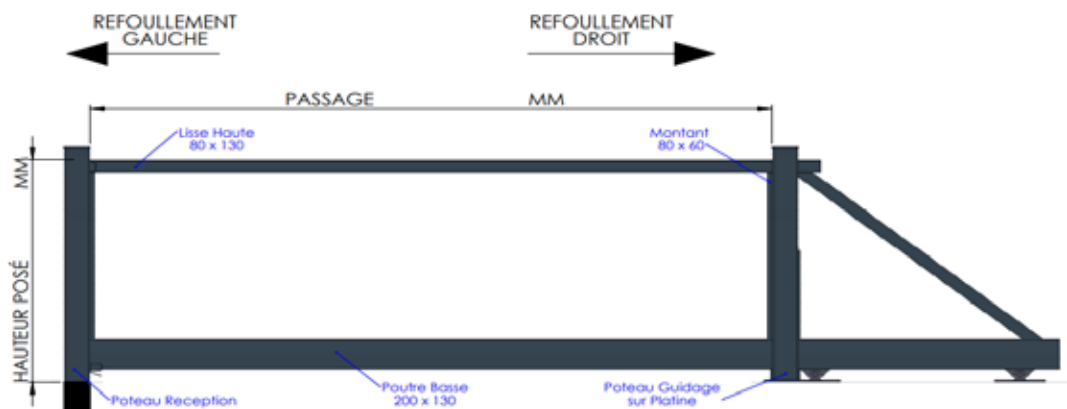 REFOULLEMENT
GAUCHE
REFOULLEMENT
DROIT
PASSAGE MM
Lisse Haute
80 x 130
Montant
80 x 60
MM
HAUTEUR POSÉ
70
Poteau Reception
Poutre Basse
200 x 130
Poteau Guidage
sur Platine